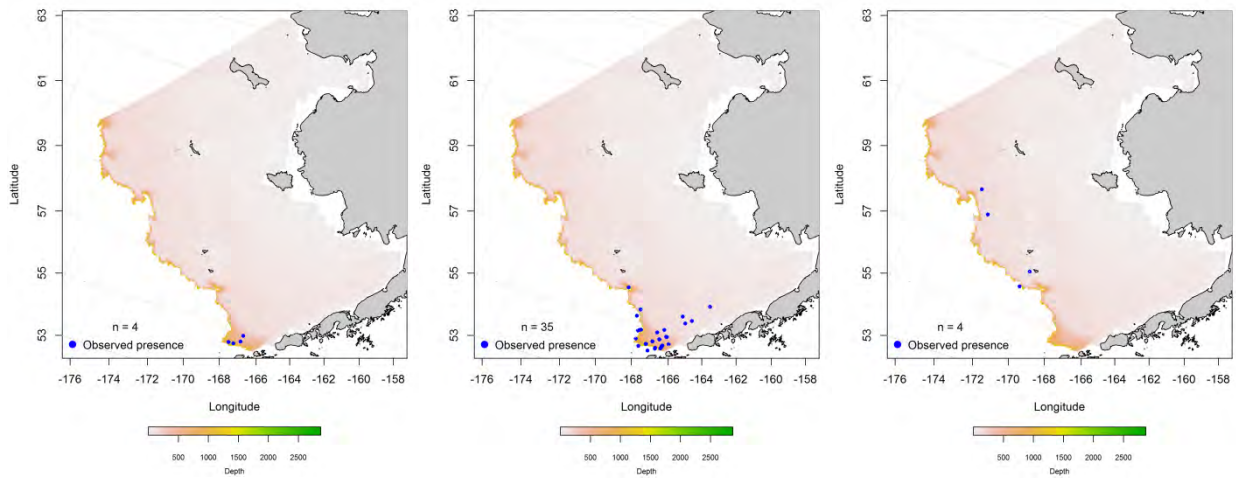 63
61
59
57
55
53
Latitude
n = 4
Observed presence
-176 -174 -172 -170 -168 -166 -164 -162 -160 -158
Longitude
500 1000 1500 2000 2500
Depth
63
61
59
57
55
53
Latitude
n = 35
Observed presence
-176 -174 -172 -170 -168 -166 -164 -162 -160 -158
Longitude
500 1000 1500 2000 2500
Depth
63
61
59
57
55
53
Latitude
n = 4
Observed presence
-176 -174 -172 -170 -168 -166 -164 -162 -160 -158
Longitude
500 1000 1500 2000 2500
Depth